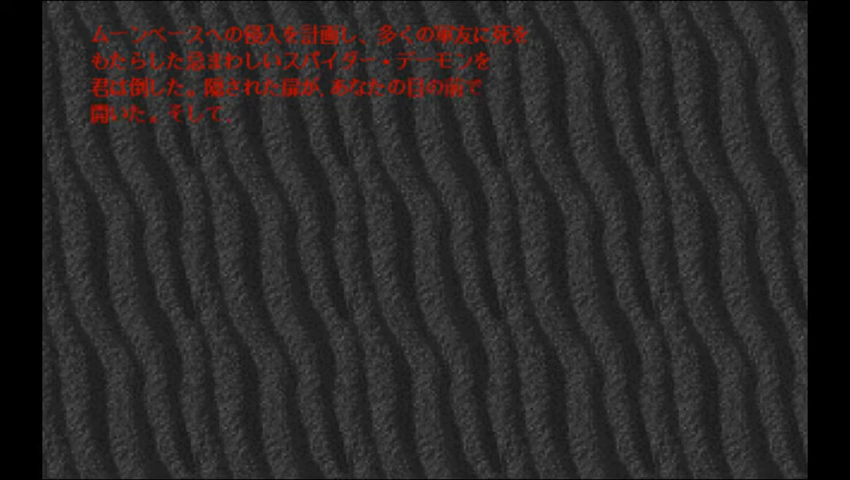 ムーンベースへの侵入を計画し、多くの軍友に死を
もたらした忌まわしいスパイダー・デーモンを
君は倒した。隠された扉が、あなたの目の前で
開いた。そして、